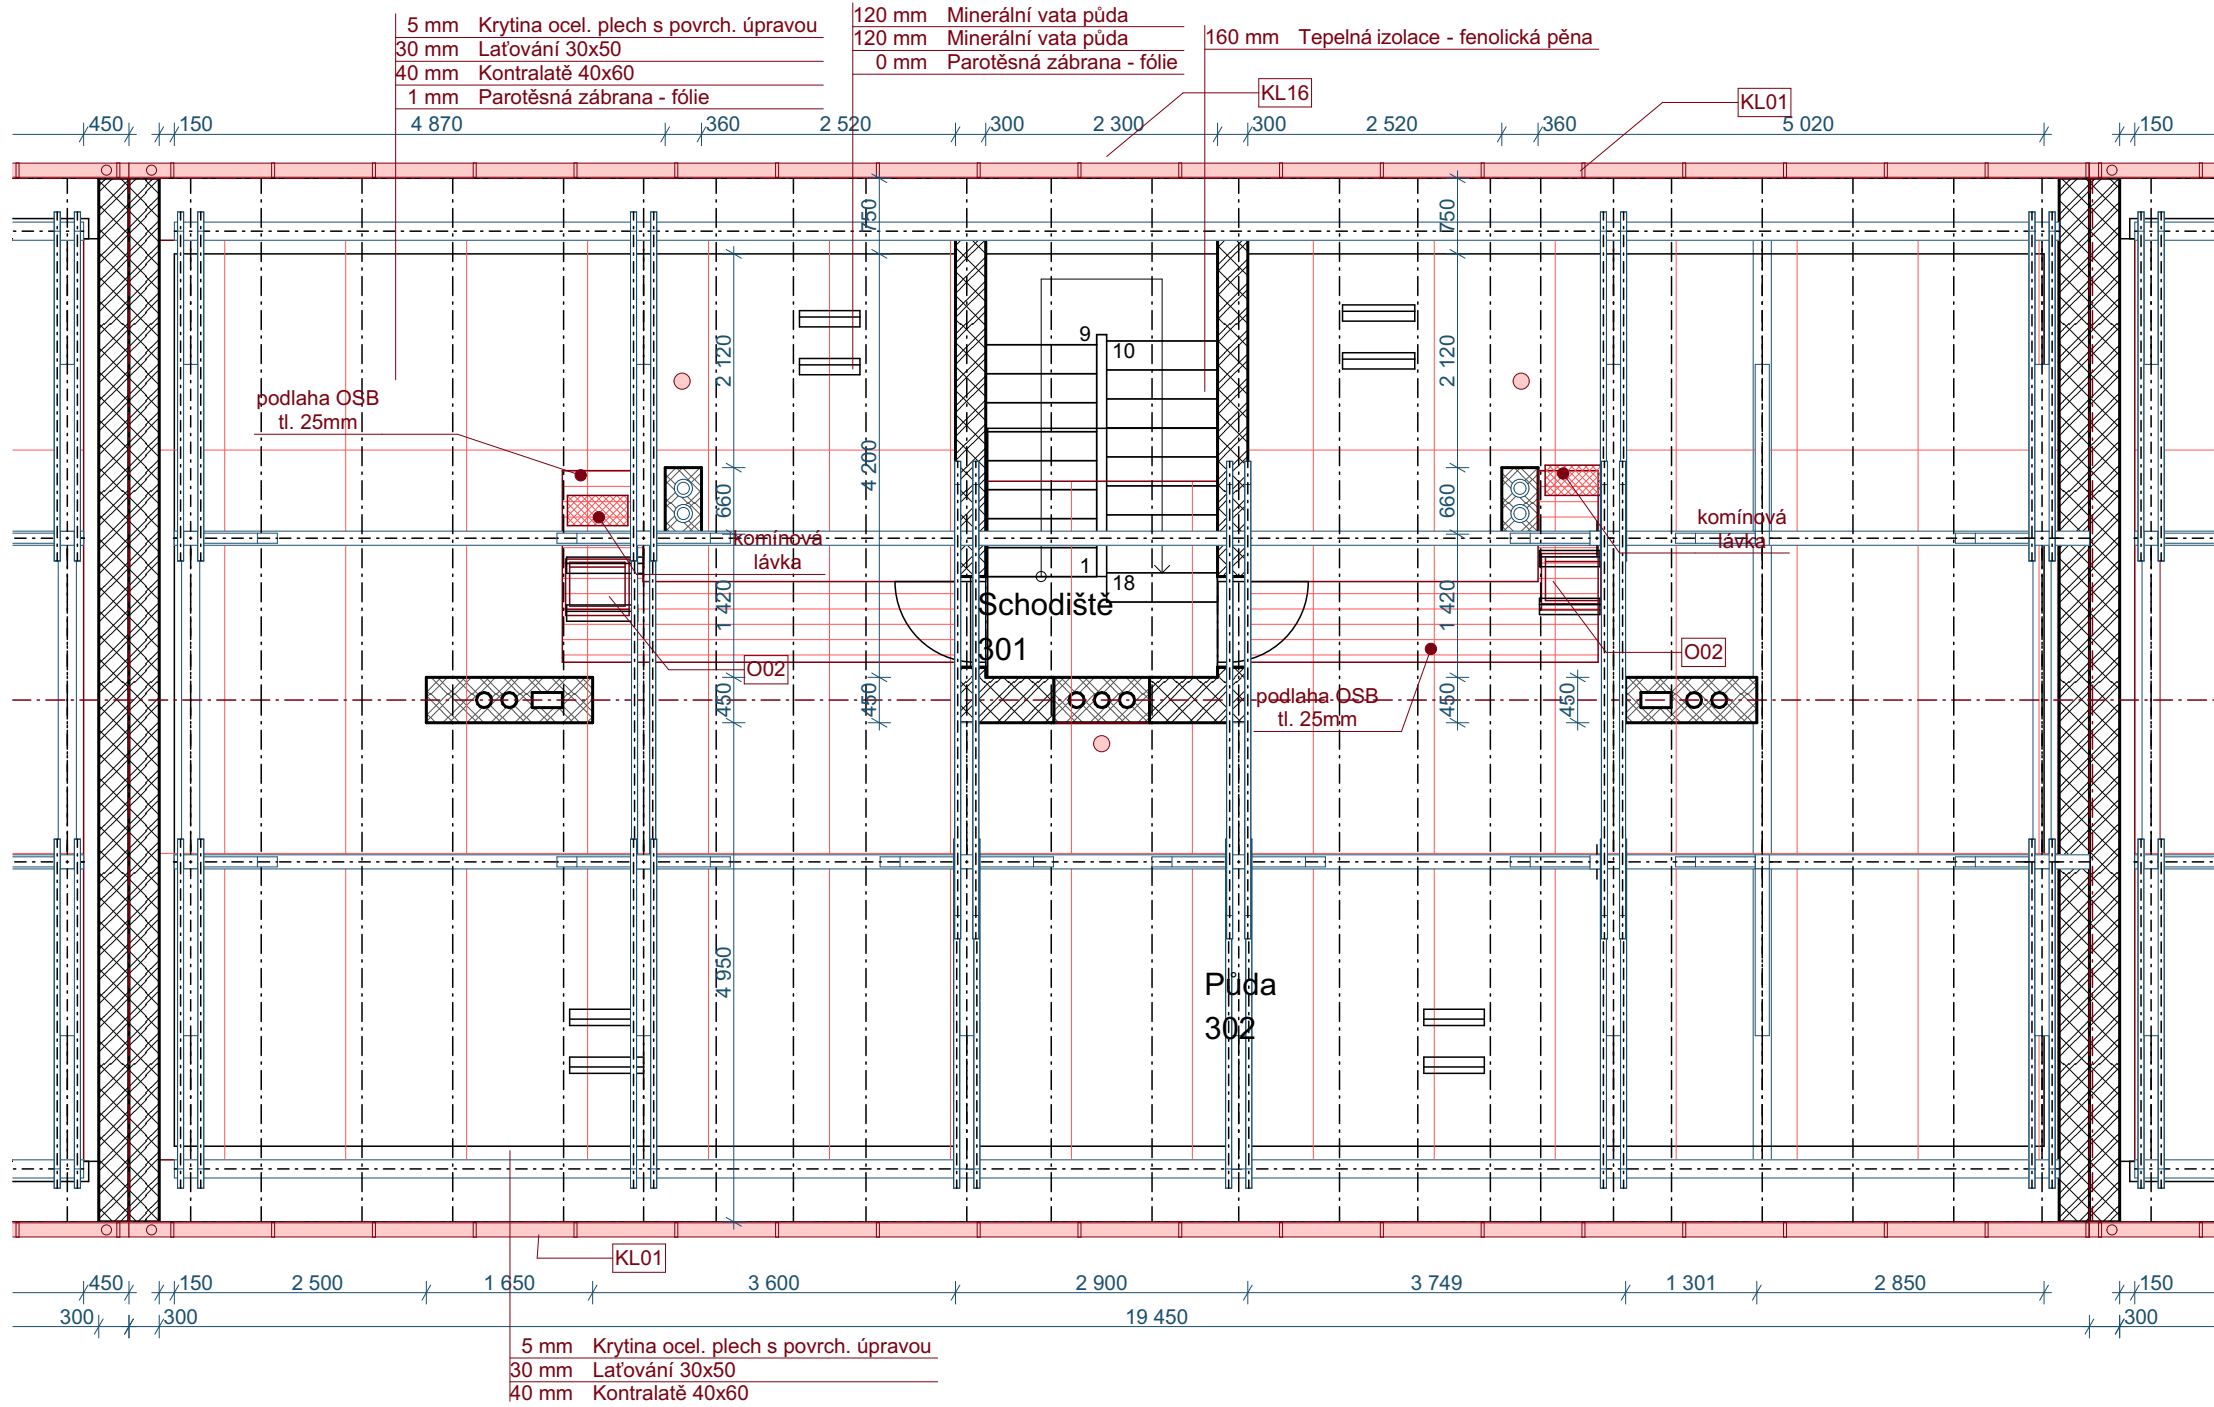 5 mm Krytina ocel. plech s povrch. úpravou
30 mm Laťování 30x50
40 mm Kontralatě 40x60
1 mm Parotěsná zábrana - fólie
120 mm Minerální vata půda
120 mm Minerální vata půda
0 mm Parotěsná zábrana - fólie
160 mm Tepelná izolace - fenolická pěna
KL16
KL01
450
150
4 870
360
2 520
300
2 300
300
2 520
360
5 020
150
750
750
2 120
4 200
2 120
9
10
podlaha OSB
tl. 25mm
660
660
komínová
lávka
komínová
lávka
1
18
1 420
1 420
Schodiště
301
O02
O02
450
450
podlaha OSB
tl. 25mm
450
450
4 950
Půda
302
KL01
450
150
2 500
1 650
3 600
2 900
3 749
1 301
2 850
150
300
300
19 450
300
5 mm Krytina ocel. plech s povrch. úpravou
30 mm Laťování 30x50
40 mm Kontralatě 40x60